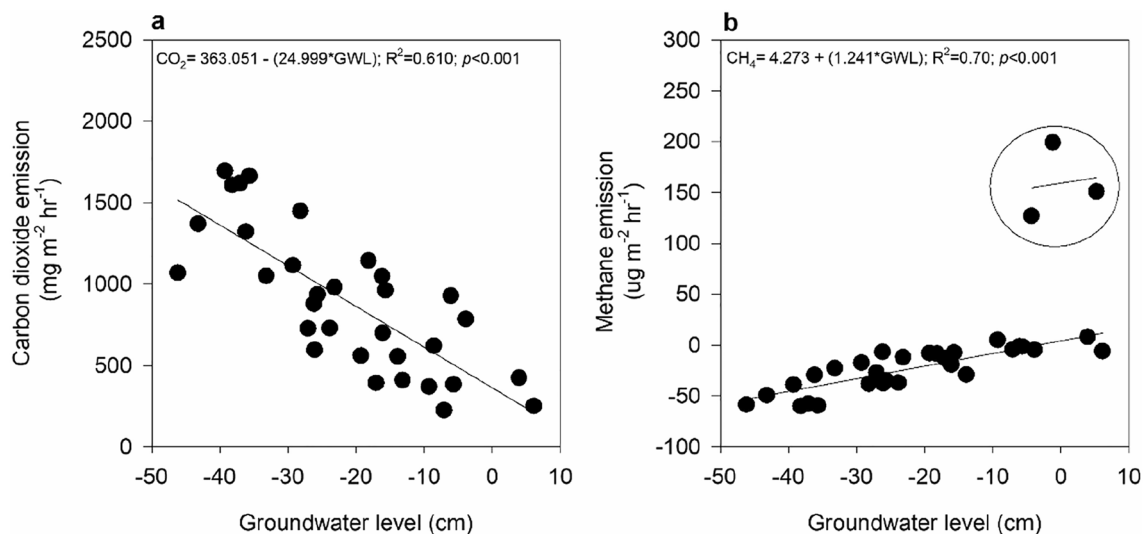 a
CO₂= 363.051 - (24.999*GWL); R²=0.610; p<0.001
2500
2000
1500
1000
500
0
Carbon dioxide emission
(mg m⁻² hr⁻¹)
-50 -40 -30 -20 -10 0 10
Groundwater level (cm)
b
CH₄= 4.273 + (1.241*GWL); R²=0.70; p<0.001
300
250
200
150
100
50
0
-50
-100
Methane emission
(ug m⁻² hr⁻¹)
-50 -40 -30 -20 -10 0 10
Groundwater level (cm)